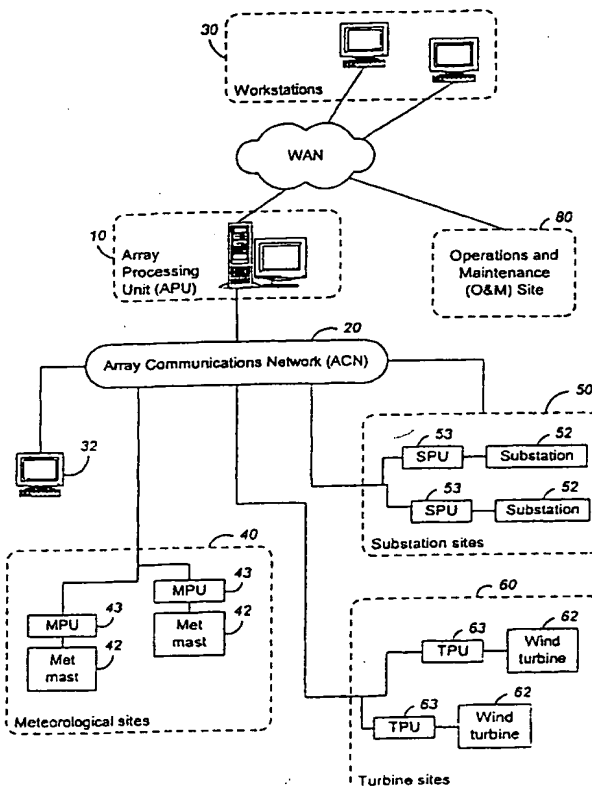 30
Workstations
WAN
10
Array
Processing
Unit (APU)
80
Operations and
Maintenance
(O&M) Site
20
Array Communications Network (ACN)
32
50
53
52
SPU
Substation
53
52
SPU
Substation
Substation sites
40
43
MPU
43
42
MPU
Met
mast
42
Met
mast
Meteorological sites
60
62
63
TPU
Wind
turbine
62
63
TPU
Wind
turbine
Turbine sites